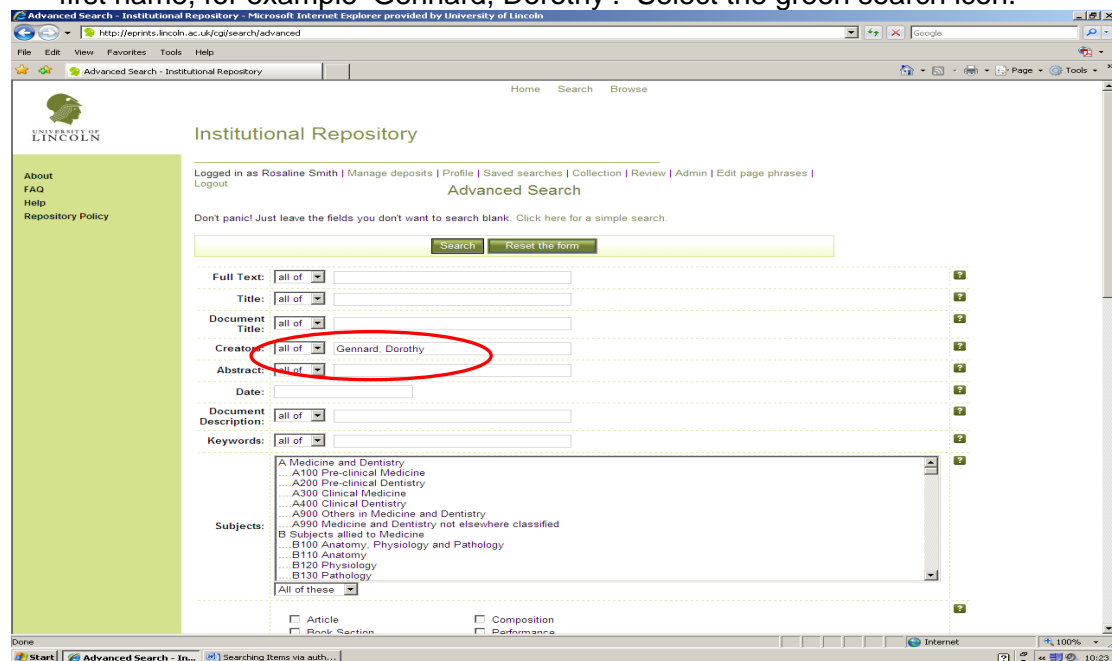 first name, for example 'Gennard, Dorothy'. Select the green search icon.
Advanced Search - Institutional Repository - Microsoft Internet Explorer provided by University of Lincoln
http://eprints.lincoln.ac.uk/cgi/search/advanced
Google
File Edit View Favorites Tools Help
Advanced Search - Institutional Repository
Page Tools
Home Search Browse
UNIVERSITY OF
LINCOLN
Institutional Repository
About
FAQ
Help
Repository Policy
Logged in as Rosaline Smith | Manage deposits | Profile | Saved searches | Collection | Review | Admin | Edit page phrases |
Logout
Advanced Search
Don't panic! Just leave the fields you don't want to search blank. Click here for a simple search.
Search Reset the form
Full Text: all of ?
Title: all of ?
Document
Title: all of ?
Creators: all of Gennard, Dorothy ?
Abstract: all of ?
Date: ?
Document
Description: all of ?
Keywords: all of ?
Subjects:
A Medicine and Dentistry
....A100 Pre-clinical Medicine
....A200 Pre-clinical Dentistry
....A300 Clinical Medicine
....A400 Clinical Dentistry
....A900 Others in Medicine and Dentistry
....A990 Medicine and Dentistry not elsewhere classified
B Subjects allied to Medicine
....B100 Anatomy, Physiology and Pathology
....B110 Anatomy
....B120 Physiology
....B130 Pathology
?
All of these
?
Article Composition
Book Section Performance
Done Internet 100%
Start Advanced Search - In... Searching Items via auth... 10:23